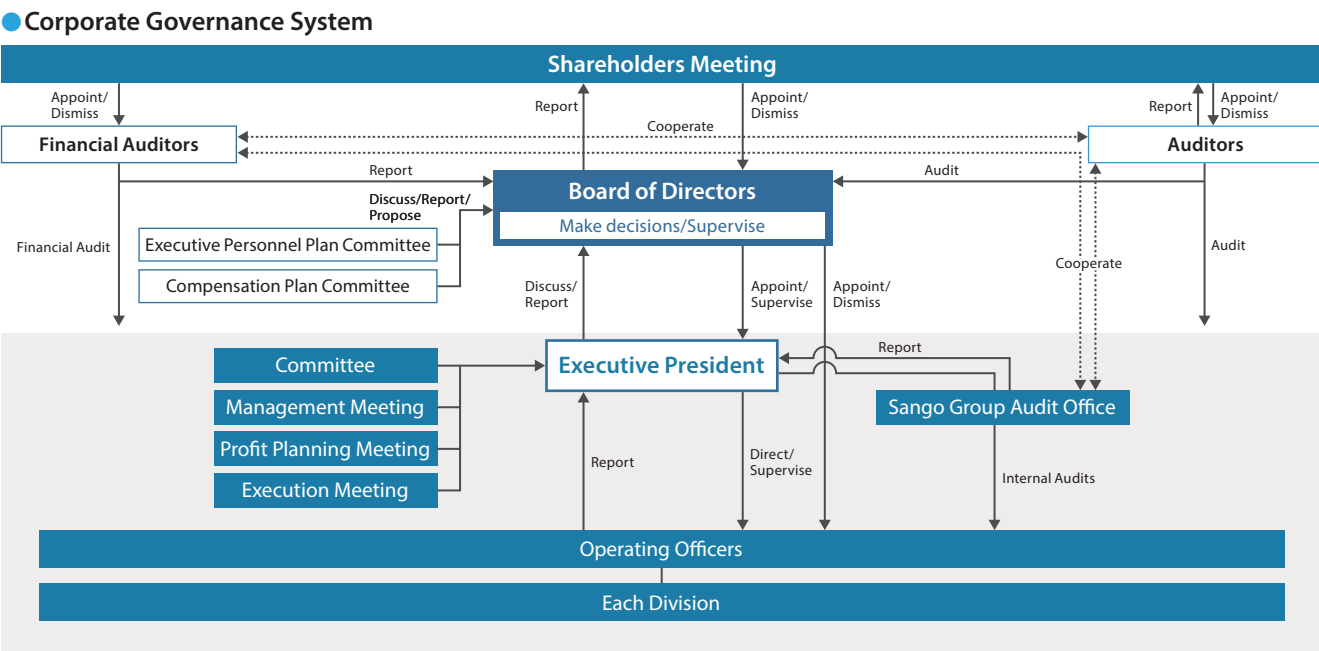 Corporate Governance System
Shareholders Meeting
Appoint/
Dismiss
Report
Appoint/
Dismiss
Report
Appoint/
Dismiss
Cooperate
Financial Auditors
Auditors
Report
Audit
Board of Directors
Make decisions/Supervise
Discuss/Report/
Propose
Executive Personnel Plan Committee
Compensation Plan Committee
Financial Audit
Audit
Cooperate
Discuss/
Report
Appoint/
Supervise
Appoint/
Dismiss
Committee
Management Meeting
Profit Planning Meeting
Execution Meeting
Executive President
Report
Sango Group Audit Office
Report
Direct/
Supervise
Internal Audits
Operating Officers
Each Division